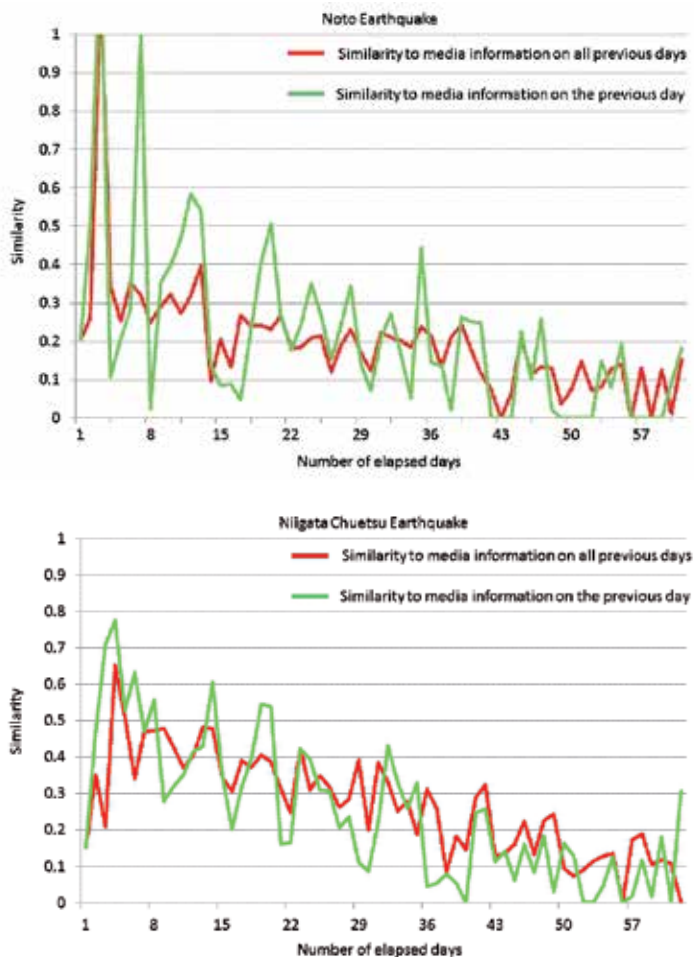 Noto Earthquake
1
0.9
0.8
0.7
0.6
0.5
0.4
0.3
0.2
0.1
0
Similarity
Similarity to media information on all previous days
Similarity to media information on the previous day
1 8 15 22 29 36 43 50 57
Number of elapsed days
Niigata Chuetsu Earthquake
1
0.9
0.8
0.7
0.6
0.5
0.4
0.3
0.2
0.1
0
Similarity
Similarity to media information on all previous days
Similarity to media information on the previous day
1 8 15 22 29 36 43 50 57
Number of elapsed days